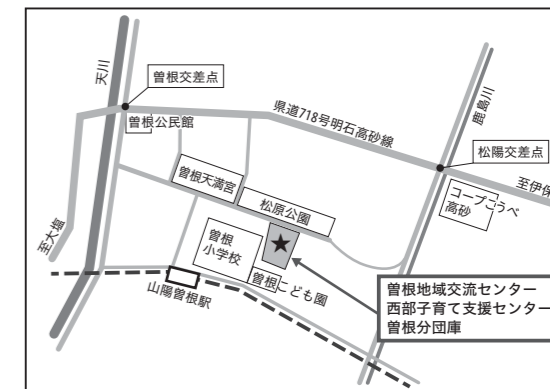 天川
曽根交差点
曽根公民館
県道718号明石高砂線
鹿島川
松陽交差点
至伊保
コープこうべ
高砂
曽根天満宮
松原公園
曽根
小学校
曽根こども園
至大塩
山陽曽根駅
曽根地域交流センター
西部子育て支援センター
曽根分団庫